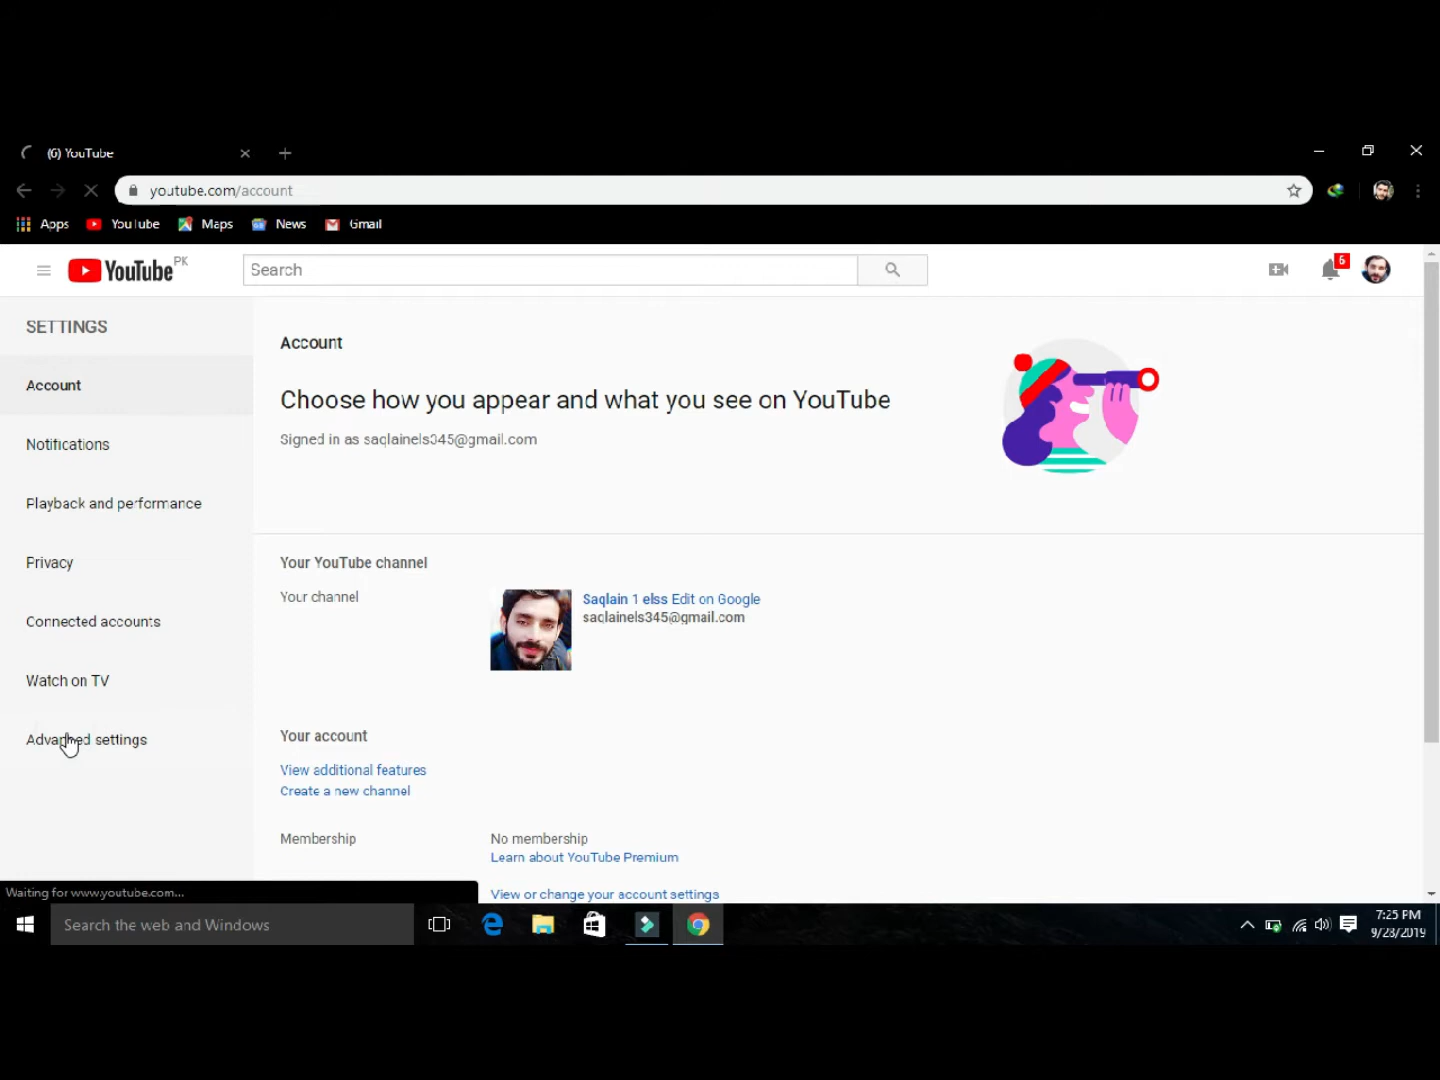 (6) YouTube
youtube.com/account
Apps YouTube Maps News Gmail
YouTube PK
Search
6
SETTINGS
Account
Notifications
Playback and performance
Privacy
Connected accounts
Watch on TV
Advanced settings
Account
Choose how you appear and what you see on YouTube
Signed in as saqlainels345@gmail.com
Your YouTube channel
Your channel
Saqlain 1 elss Edit on Google
saqlainels345@gmail.com
Your account
View additional features
Create a new channel
Membership
No membership
Learn about YouTube Premium
View or change your account settings
Waiting for www.youtube.com...
Search the web and Windows
7:25 PM
9/28/2019